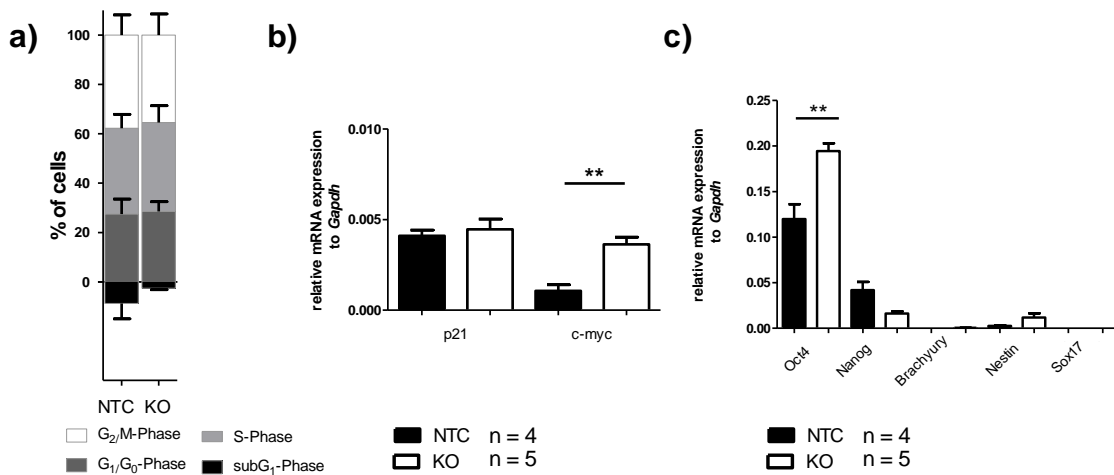 a)
% of cells
100
80
60
40
20
0
NTC KO
G2/M-Phase
S-Phase
G1/G0-Phase
subG1-Phase
b)
relative mRNA expression
to Gapdh
0.010
0.005
0.000
**
p21
c-myc
NTC n = 4
KO n = 5
c)
relative mRNA expression
to Gapdh
0.25
0.20
0.15
0.10
0.05
0.00
**
Oct4
Nanog
Brachyury
Nestin
Sox17
NTC n = 4
KO n = 5